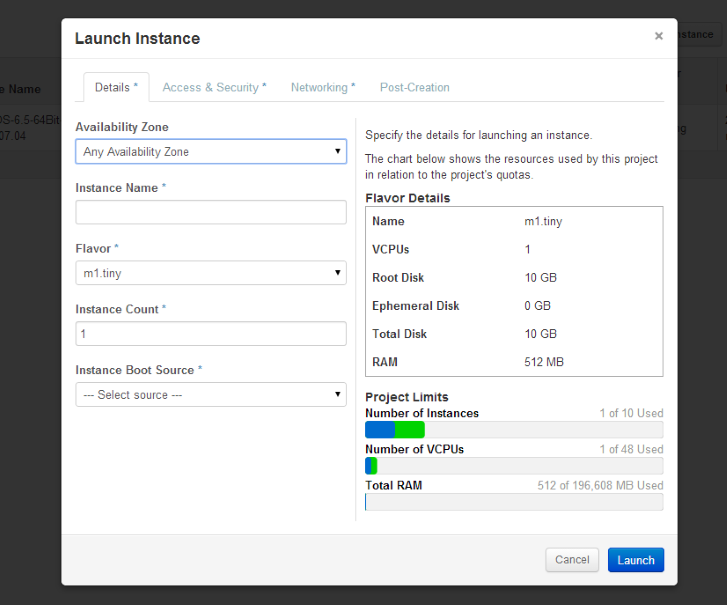 Launch Instance
×
nstance
Details *
Access & Security *
Networking *
Post-Creation
e Name
r
OS-6.5-64Bit
07.04
ng
Availability Zone
Any Availability Zone
Instance Name *
Flavor *
m1.tiny
Instance Count *
1
Instance Boot Source *
--- Select source ---
Specify the details for launching an instance.
The chart below shows the resources used by this project
in relation to the project's quotas.
Flavor Details
Name m1.tiny
VCPUs 1
Root Disk 10 GB
Ephemeral Disk 0 GB
Total Disk 10 GB
RAM 512 MB
Project Limits
Number of Instances 1 of 10 Used
Number of VCPUs 1 of 48 Used
Total RAM 512 of 196,608 MB Used
Cancel
Launch